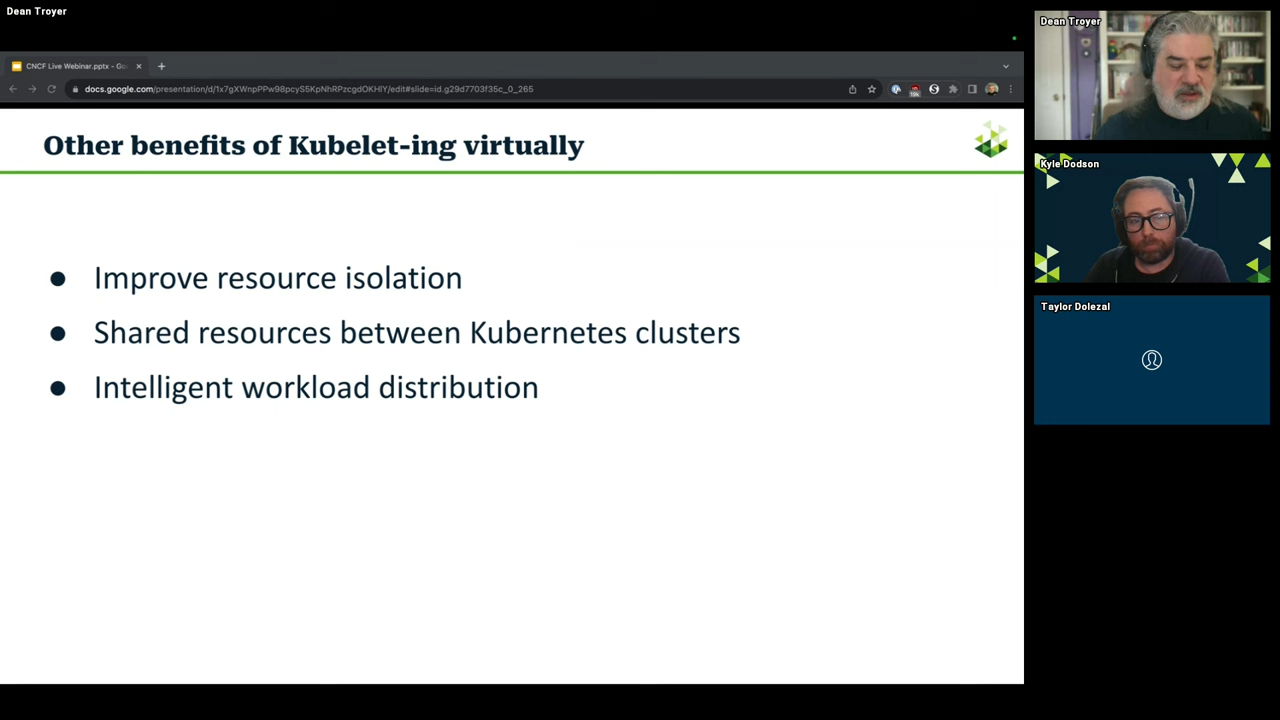 Dean Troyer
CNCF Live Webinar.pptx - Go
docs.google.com/presentation/d/1x7gXWnpPPw98pcyS5KpNhRPzcgdOKHIY/edit#slide=id.g29d7703f35c_0_265
Other benefits of Kubelet-ing virtually
● Improve resource isolation
● Shared resources between Kubernetes clusters
● Intelligent workload distribution
Dean Troyer
Kyle Dodson
Taylor Dolezal